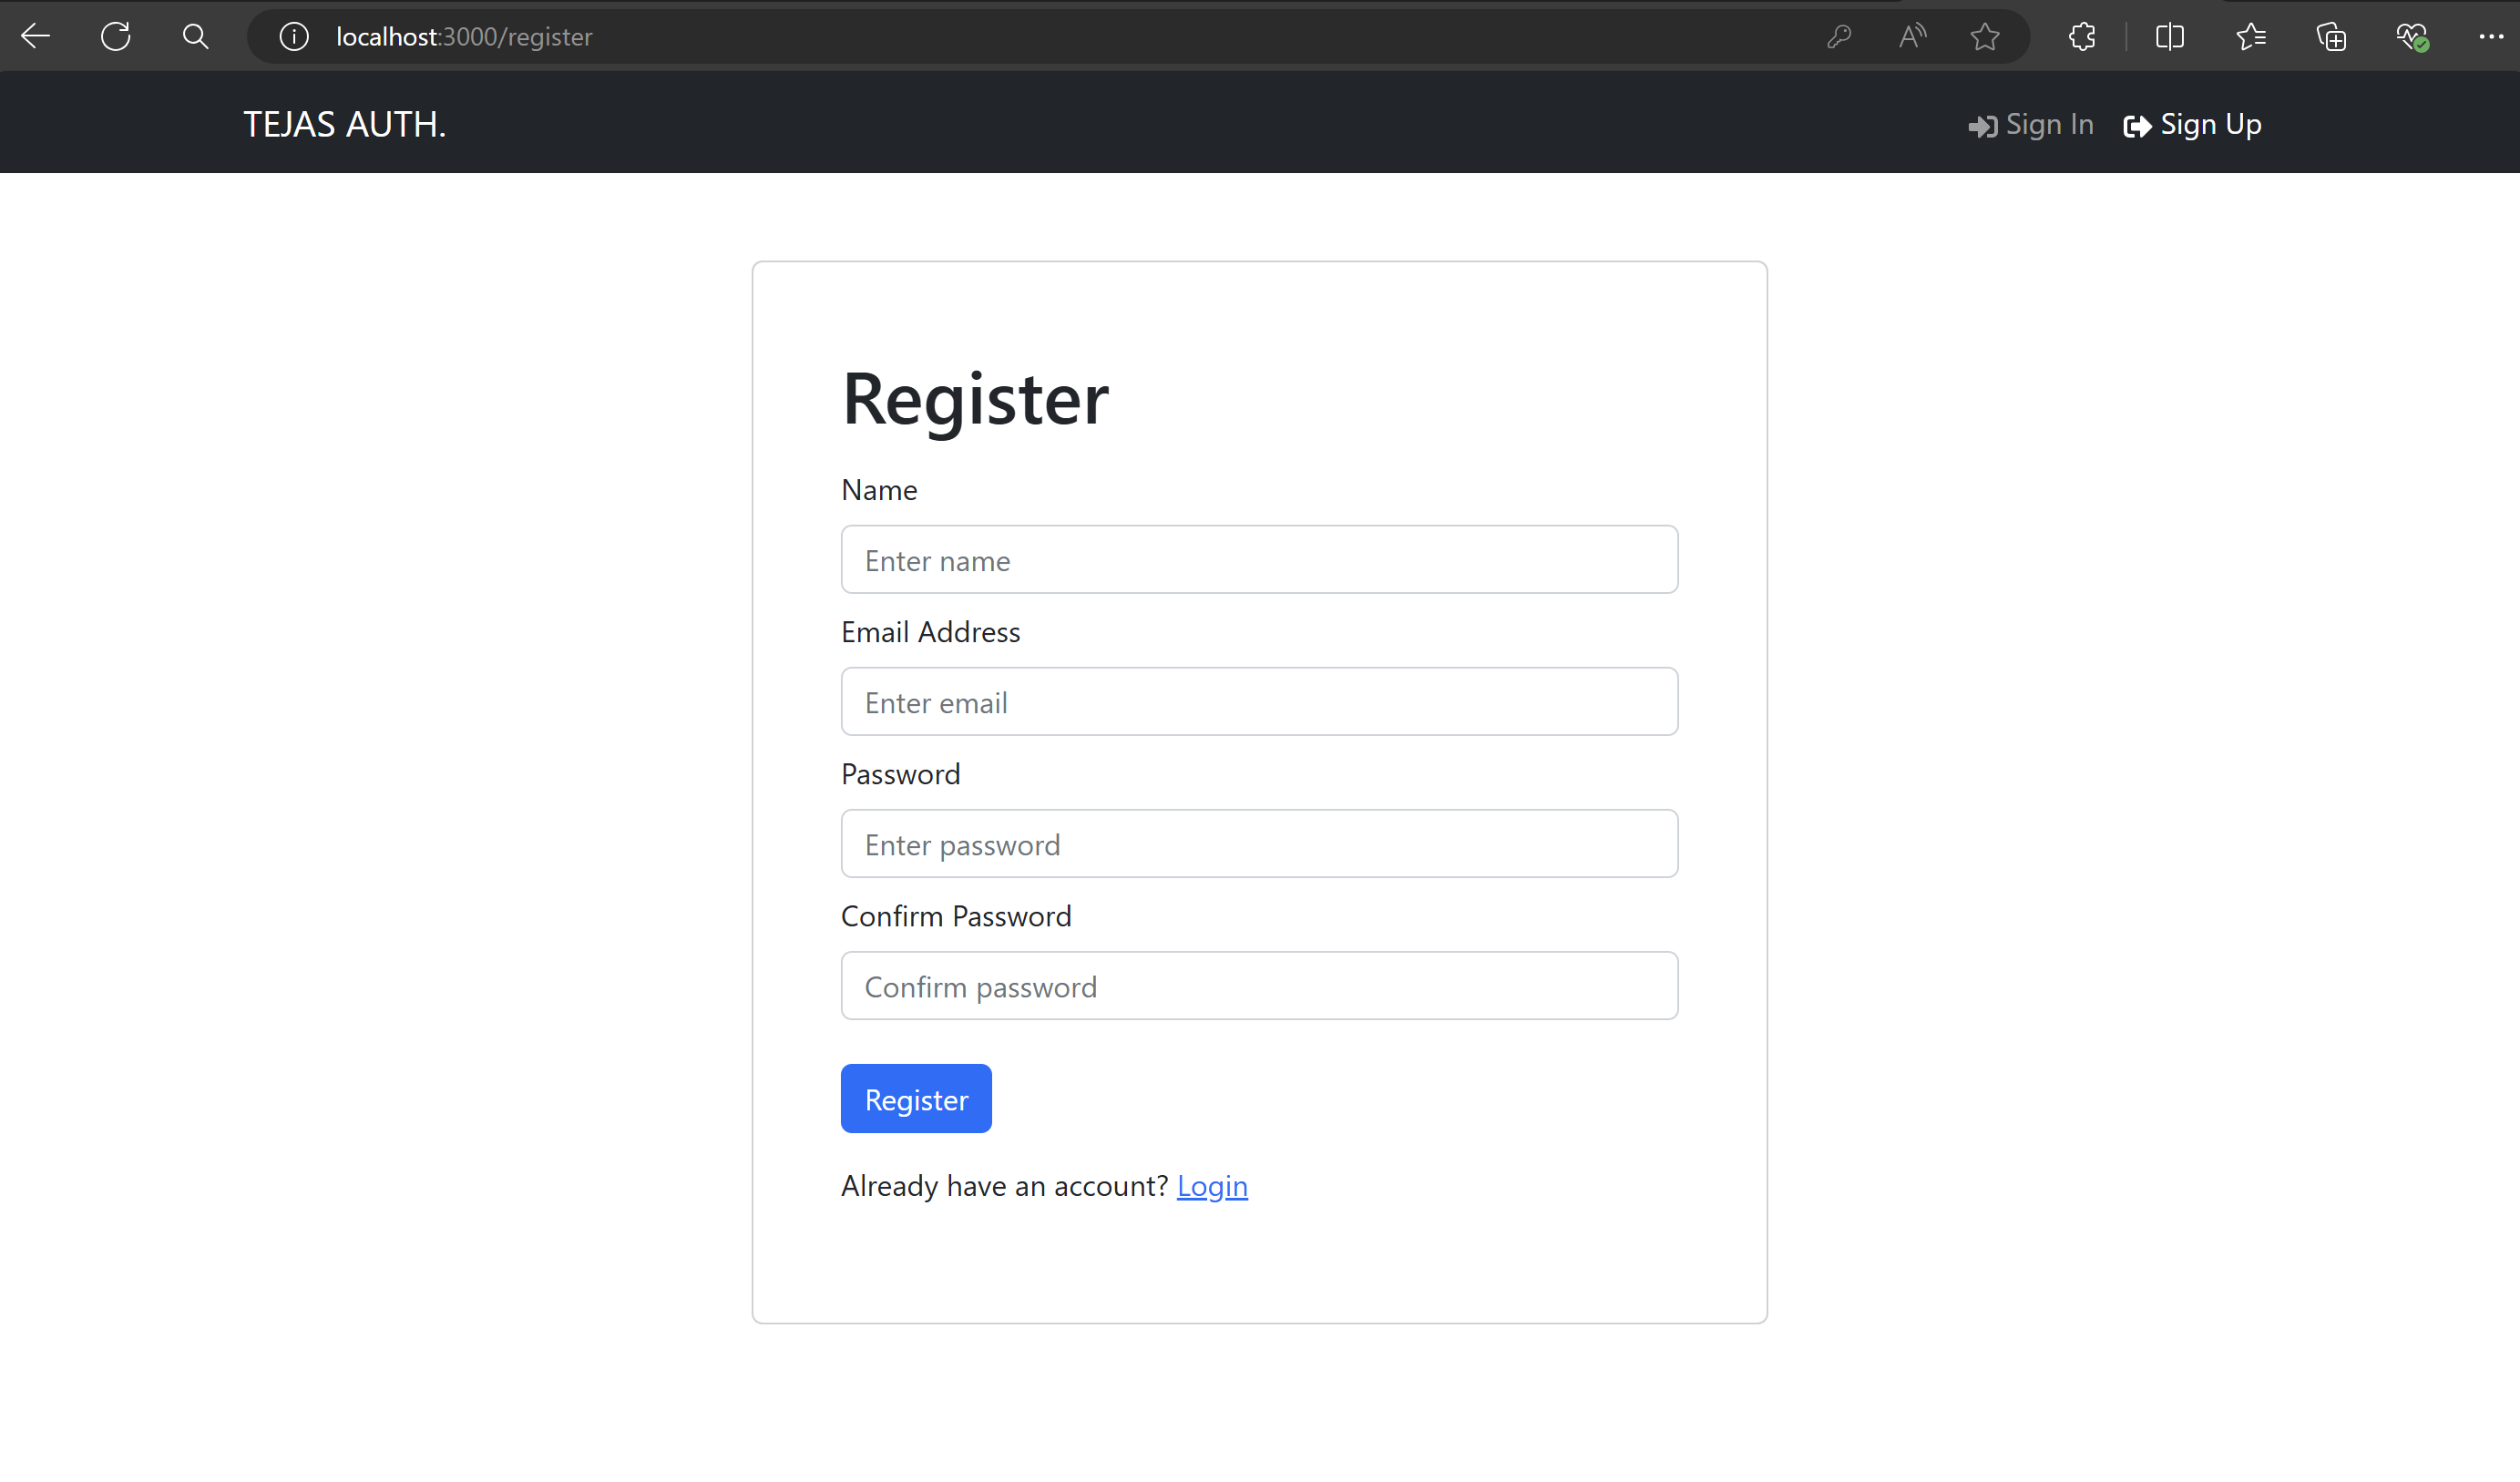 localhost:3000/register
TEJAS AUTH.
Sign In
Sign Up
Register
Name
Enter name
Email Address
Enter email
Password
Enter password
Confirm Password
Confirm password
Register
Already have an account? Login